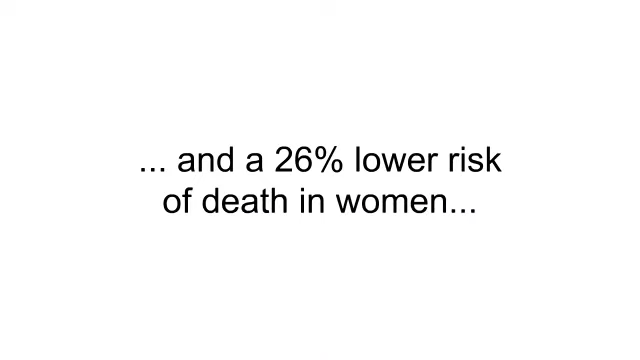 ... and a 26% lower risk
of death in women...